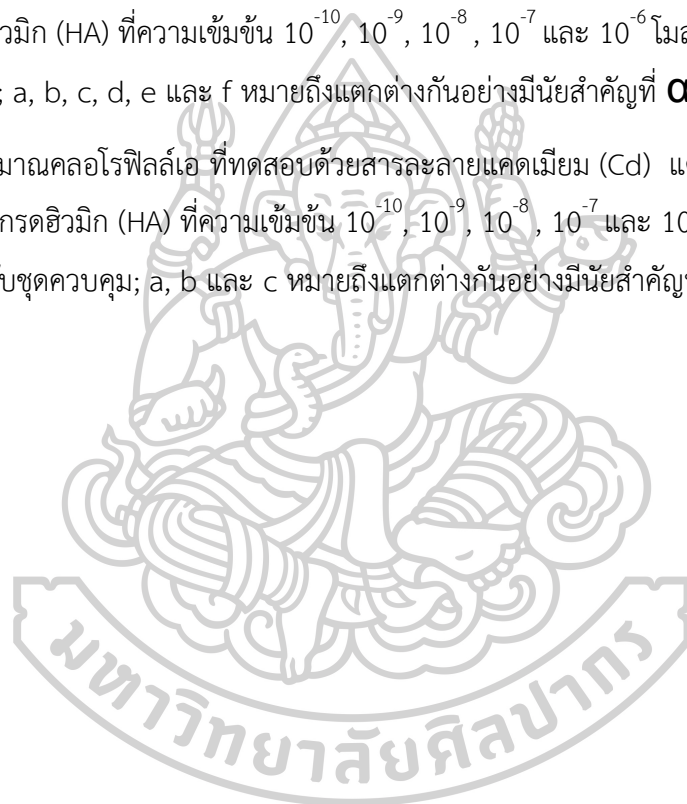 วมิก (HA) ที่ความเข้มข้น 10⁻¹⁰, 10⁻⁹, 10⁻⁸ , 10⁻⁷ และ 10⁻⁶ โมล
; a, b, c, d, e และ f หมายถึงแตกต่างกันอย่างมีนัยสำคัญที่ α
มาณคลอโรฟิลล์เอ ที่ทดสอบด้วยสารละลายแคดเมียม (Cd)
กรดฮิวมิก (HA) ที่ความเข้มข้น 10⁻¹⁰, 10⁻⁹, 10⁻⁸ , 10⁻⁷ และ 10
บชุดควบคุม; a, b และ c หมายถึงแตกต่างกันอย่างมีนัยสำคัญ
มหาวิทยาลัยศิลปากร